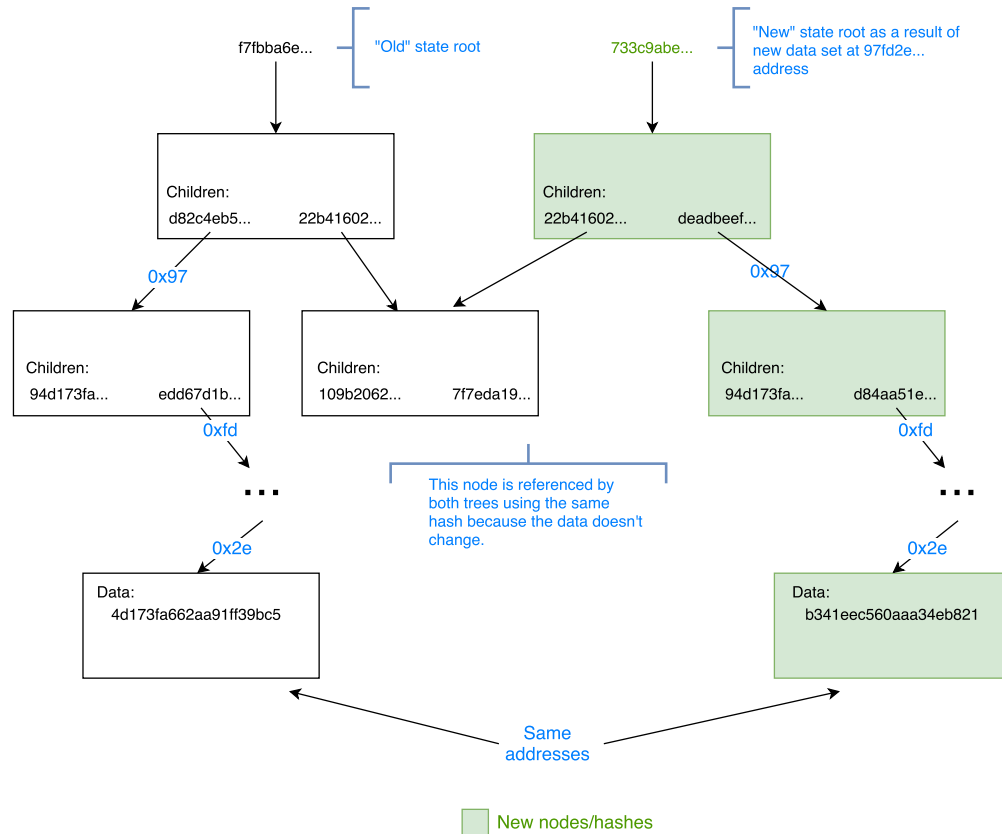 f7fbba6e...
"Old" state root
733c9abe...
"New" state root as a result of
new data set at 97fd2e...
address
Children:
d82c4eb5... 22b41602...
Children:
22b41602... deadbeef...
0x97
0x97
Children:
94d173fa... edd67d1b...
Children:
109b2062... 7f7eda19...
Children:
94d173fa... d84aa51e...
0xfd
0xfd
...
...
This node is referenced by
both trees using the same
hash because the data doesn't
change.
0x2e
0x2e
Data:
4d173fa662aa91ff39bc5
Data:
b341eec560aaa34eb821
Same
addresses
New nodes/hashes